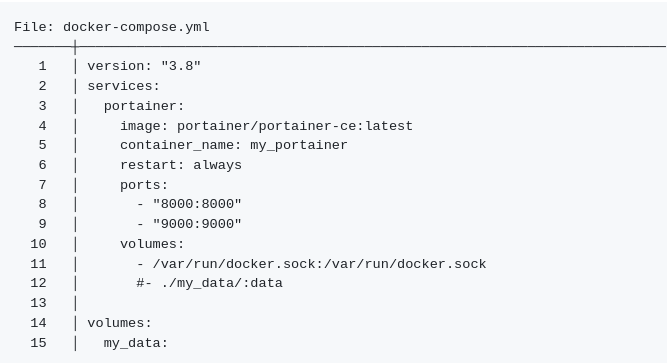 File: docker-compose.yml
1 │ version: "3.8"
2 │ services:
3 │   portainer:
4 │     image: portainer/portainer-ce:latest
5 │     container_name: my_portainer
6 │     restart: always
7 │     ports:
8 │       - "8000:8000"
9 │       - "9000:9000"
10 │     volumes:
11 │       - /var/run/docker.sock:/var/run/docker.sock
12 │       #- ./my_data/:data
13 │
14 │ volumes:
15 │   my_data: